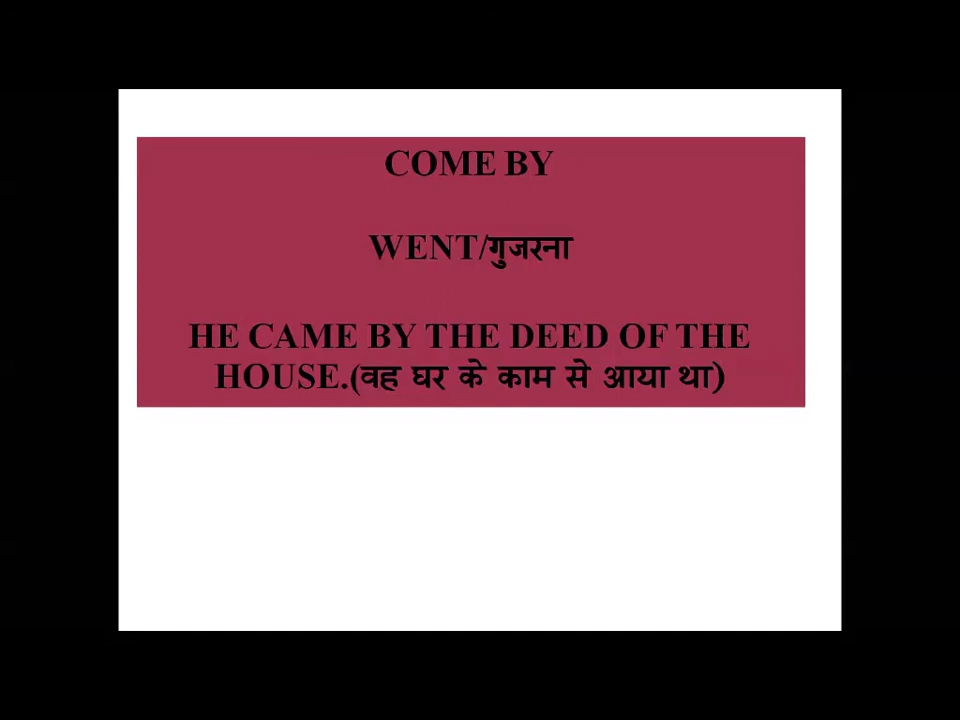 COME BY
WENT/गुजरना
HE CAME BY THE DEED OF THE
HOUSE.(वह घर के काम से आया था)